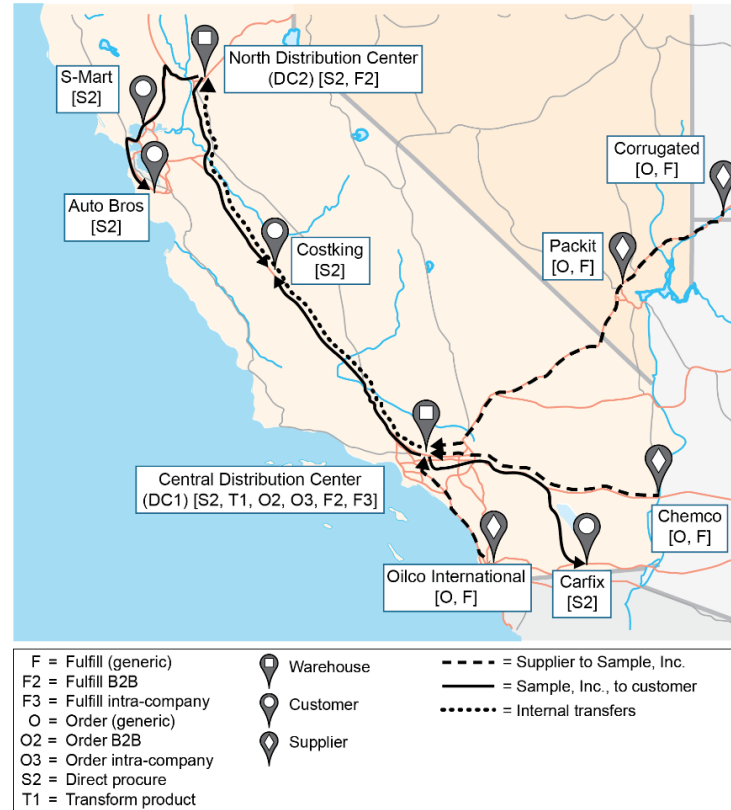 North Distribution Center
(DC2) [S2, F2]
S-Mart
[S2]
Corrugated
[O, F]
Auto Bros
[S2]
Costking
[S2]
Packit
[O, F]
Central Distribution Center
(DC1) [S2, T1, O2, O3, F2, F3]
Chemco
[O, F]
Oilco International
[O, F]
Carfix
[S2]
F = Fulfill (generic)
F2 = Fulfill B2B
F3 = Fulfill intra-company
O = Order (generic)
O2 = Order B2B
O3 = Order intra-company
S2 = Direct procure
T1 = Transform product
Warehouse
Customer
Supplier
= Supplier to Sample, Inc.
= Sample, Inc., to customer
= Internal transfers